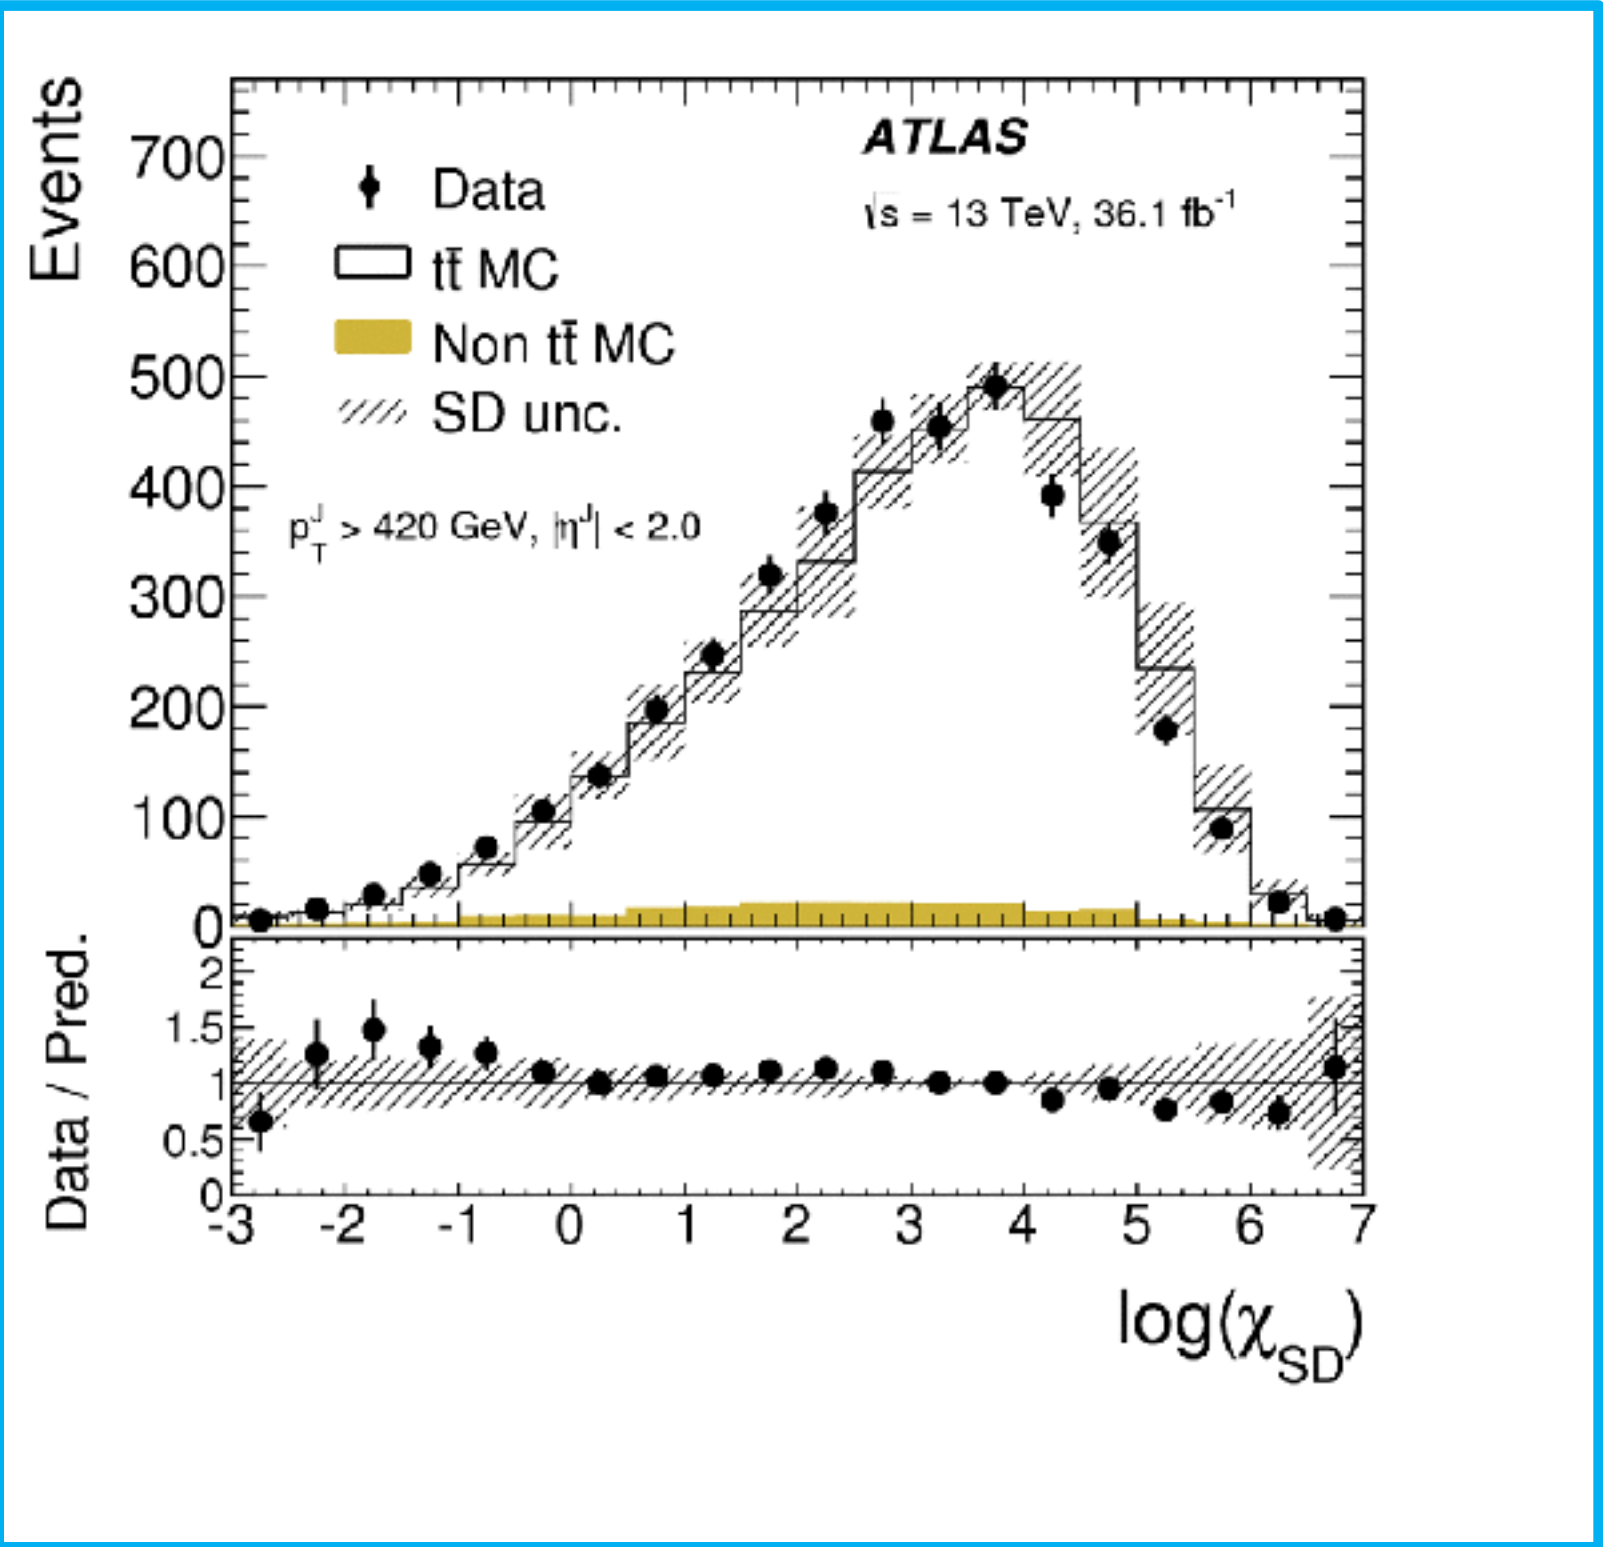 Events
700
600
500
400
300
200
100
0
ATLAS
√s = 13 TeV, 36.1 fb⁻¹
Data
tt̄ MC
Non tt̄ MC
SD unc.
p_T^J > 420 GeV, |η^J| < 2.0
Data / Pred.
2
1.5
1
0.5
0
-3 -2 -1 0 1 2 3 4 5 6 7
log(χ_SD)